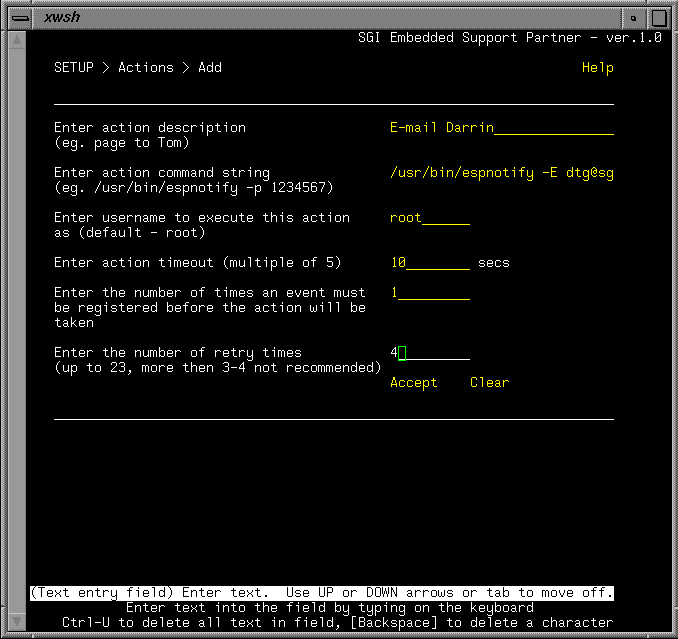 xwsh
SGI Embedded Support Partner - ver.1.0
SETUP > Actions > Add Help
Enter action description E-mail Darrin
(eg. page to Tom)
Enter action command string /usr/bin/espnotify -E dtg@sg
(eg. /usr/bin/espnotify -p 1234567)
Enter username to execute this action root
as (default - root)
Enter action timeout (multiple of 5) 10 secs
Enter the number of times an event must 1
be registered before the action will be
taken
Enter the number of retry times 4
(up to 23, more then 3-4 not recommended)
Accept Clear
(Text entry field) Enter text. Use UP or DOWN arrows or tab to move off.
Enter text into the field by typing on the keyboard
Ctrl-U to delete all text in field, [Backspace] to delete a character